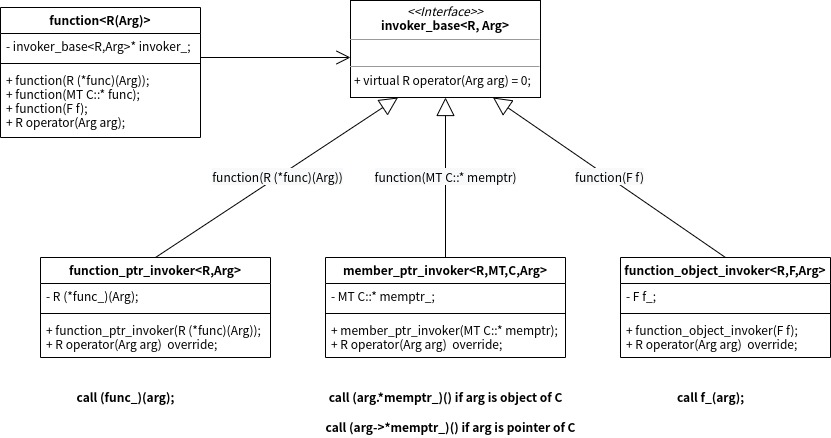 function<R(Arg)>
- invoker_base<R,Arg>* invoker_;
+ function(R (*func)(Arg));
+ function(MT C::* func);
+ function(F f);
+ R operator(Arg arg);
<<Interface>>
invoker_base<R, Arg>
+ virtual R operator(Arg arg) = 0;
function(R (*func)(Arg))
function(MT C::* memptr)
function(F f)
function_ptr_invoker<R,Arg>
- R (*func_)(Arg);
+ function_ptr_invoker(R (*func)(Arg));
+ R operator(Arg arg)  override;
member_ptr_invoker<R,MT,C,Arg>
- MT C::* memptr_;
+ member_ptr_invoker(MT C::* memptr);
+ R operator(Arg arg)  override;
function_object_invoker<R,F,Arg>
- F f_;
+ function_object_invoker(F f);
+ R operator(Arg arg)  override;
call (func_)(arg);
call (arg.*memptr_)() if arg is object of C
call (arg->*memptr_)() if arg is pointer of C
call f_(arg);